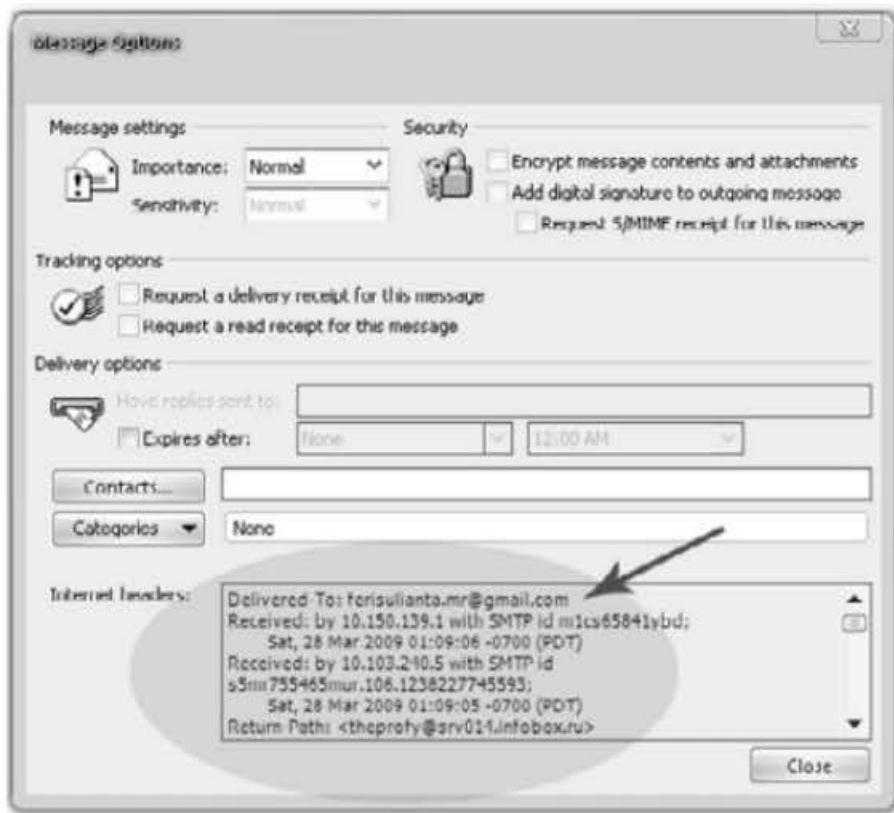 Message Options
Message settings
Importance: Normal
Sensitivity: Normal
Security
Encrypt message contents and attachments
Add digital signature to outgoing message
Request S/MIME receipt for this message
Tracking options
Request a delivery receipt for this message
Request a read receipt for this message
Delivery options
Have replies sent to:
Expires after: None 12:00 AM
Contacts...
Categories None
Internet headers:
Delivered To: ferisulianta.mr@gmail.com
Received: by 10.150.139.1 with SMTP id m1cs65841ybd;
Sat, 28 Mar 2009 01:09:06 -0700 (PDT)
Received: by 10.103.240.5 with SMTP id
s5mr755465mur.106.1238227745593;
Sat, 28 Mar 2009 01:09:05 -0700 (PDT)
Return Path: <theprofy@srv014.infobox.ru>
Close